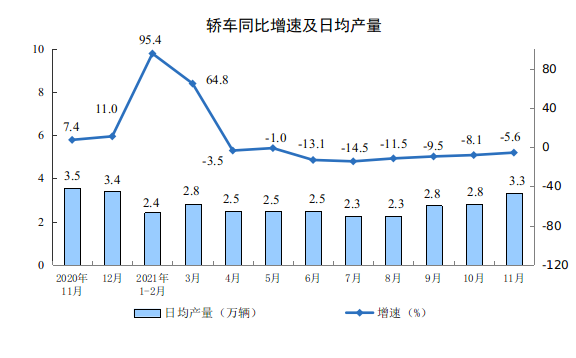 轿车同比增速及日均产量
10
8
6
4
2
0
80
40
0
-40
-80
-120
7.4
11.0
95.4
64.8
-3.5
-1.0
-13.1
-14.5
-11.5
-9.5
-8.1
-5.6
3.5
3.4
2.4
2.8
2.5
2.5
2.5
2.3
2.3
2.8
2.8
3.3
2020年
11月
12月
2021年
1-2月
3月
4月
5月
6月
7月
8月
9月
10月
11月
日均产量（万辆）
增速（%）